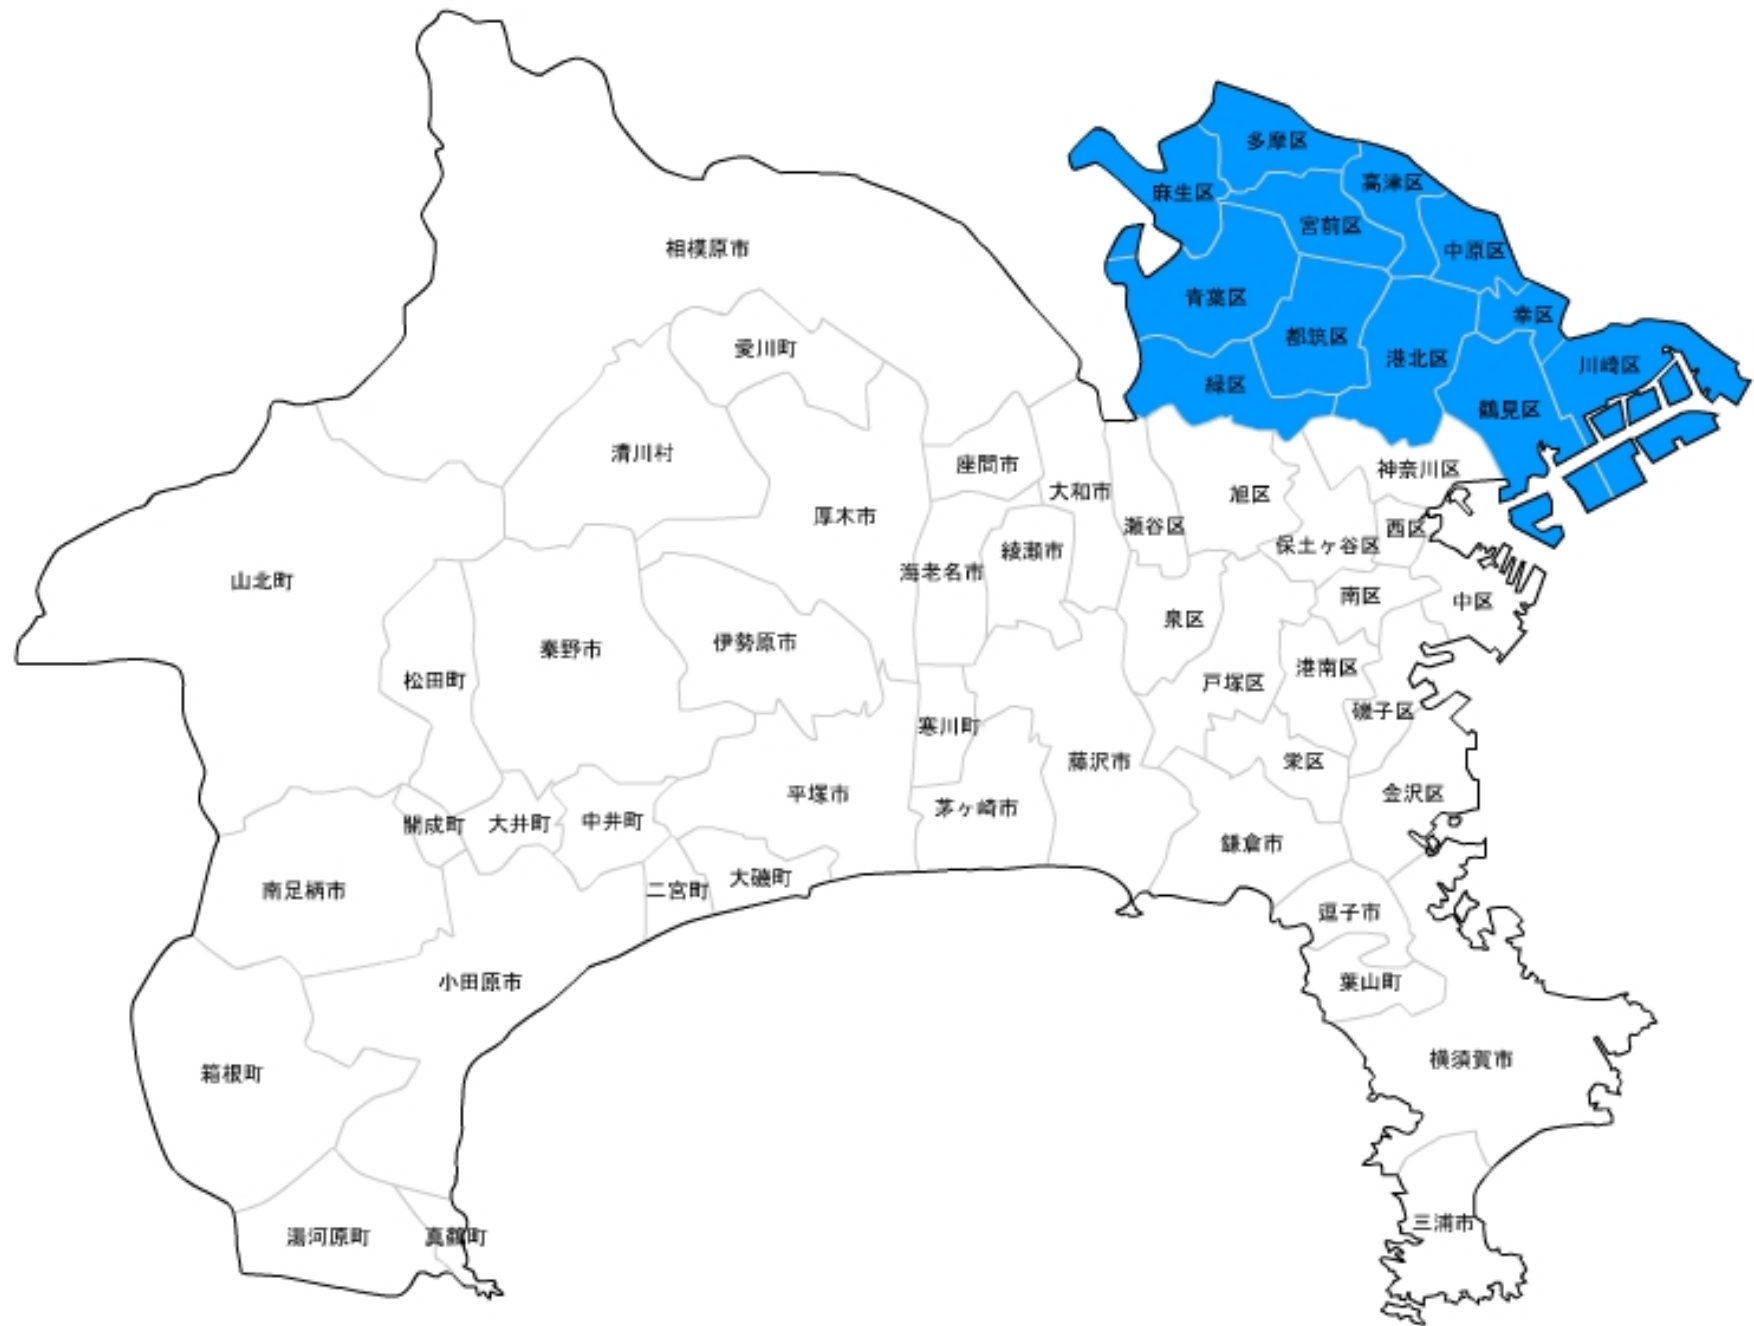 多摩区
高津区
麻生区
宮前区
相模原市
中原区
青葉区
幸区
都筑区
愛川町
港北区
川崎区
緑区
鶴見区
清川村
座間市
神奈川区
大和市
旭区
厚木市
瀬谷区
西区
保土ヶ谷区
綾瀬市
海老名市
山北町
南区
中区
泉区
伊勢原市
秦野市
港南区
松田町
戸塚区
磯子区
寒川町
藤沢市
栄区
平塚市
金沢区
茅ヶ崎市
開成町
大井町
中井町
鎌倉市
大磯町
南足柄市
二宮町
逗子市
小田原市
葉山町
横須賀市
箱根町
三浦市
湯河原町
真鶴町